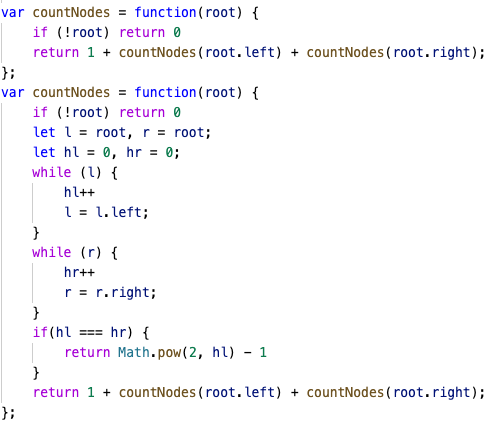 var countNodes = function(root) {
    if (!root) return 0
    return 1 + countNodes(root.left) + countNodes(root.right);
};
var countNodes = function(root) {
    if (!root) return 0
    let l = root, r = root;
    let hl = 0, hr = 0;
    while (l) {
        hl++
        l = l.left;
    }
    while (r) {
        hr++
        r = r.right;
    }
    if(hl === hr) {
        return Math.pow(2, hl) - 1
    }
    return 1 + countNodes(root.left) + countNodes(root.right);
};